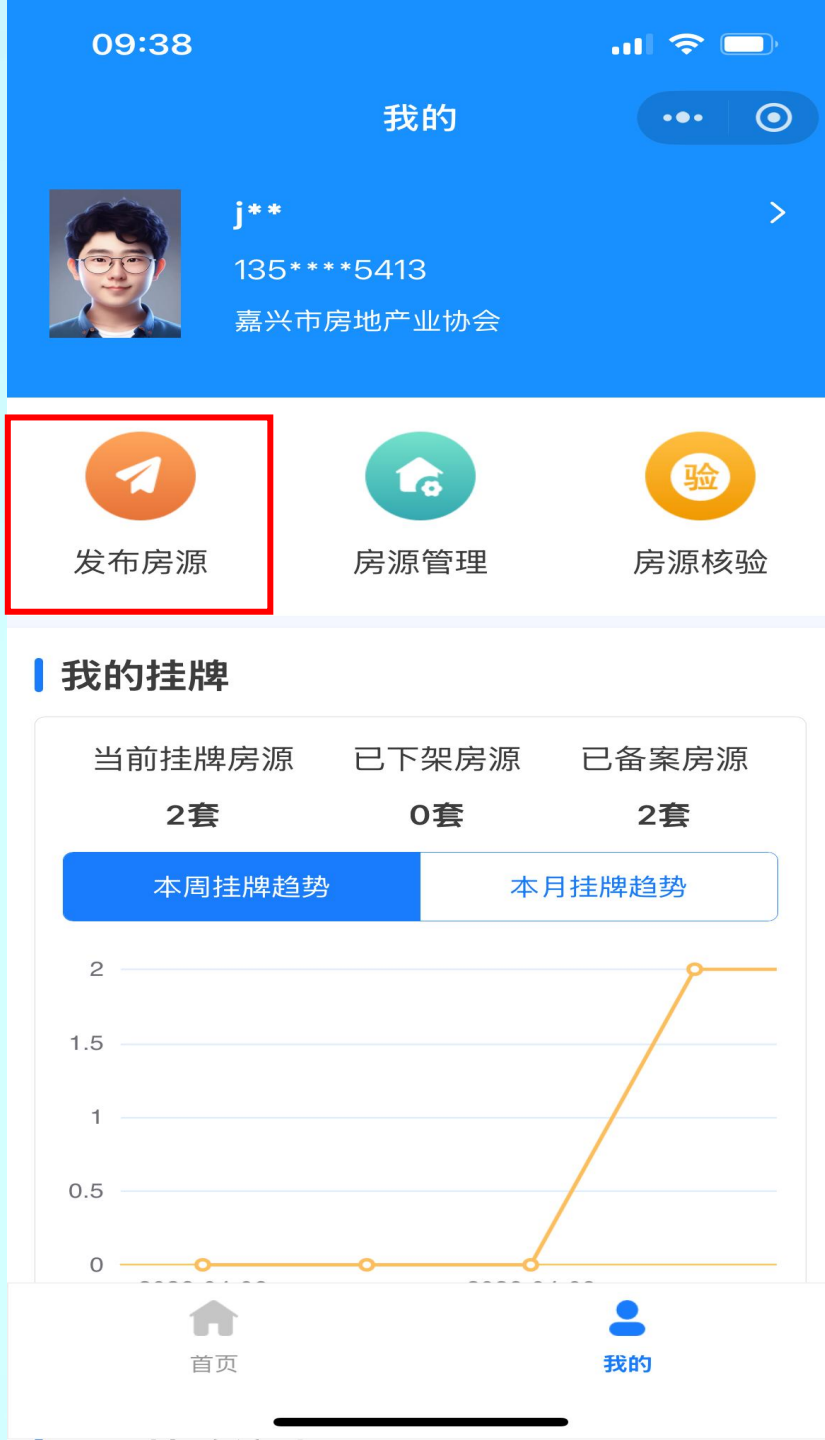 09:38
我的
j**
135****5413
嘉兴市房地产业协会
验
发布房源 房源管理 房源核验
我的挂牌
当前挂牌房源 已下架房源 已备案房源
2套 0套 2套
本周挂牌趋势 本月挂牌趋势
2
1.5
1
0.5
0
首页 我的